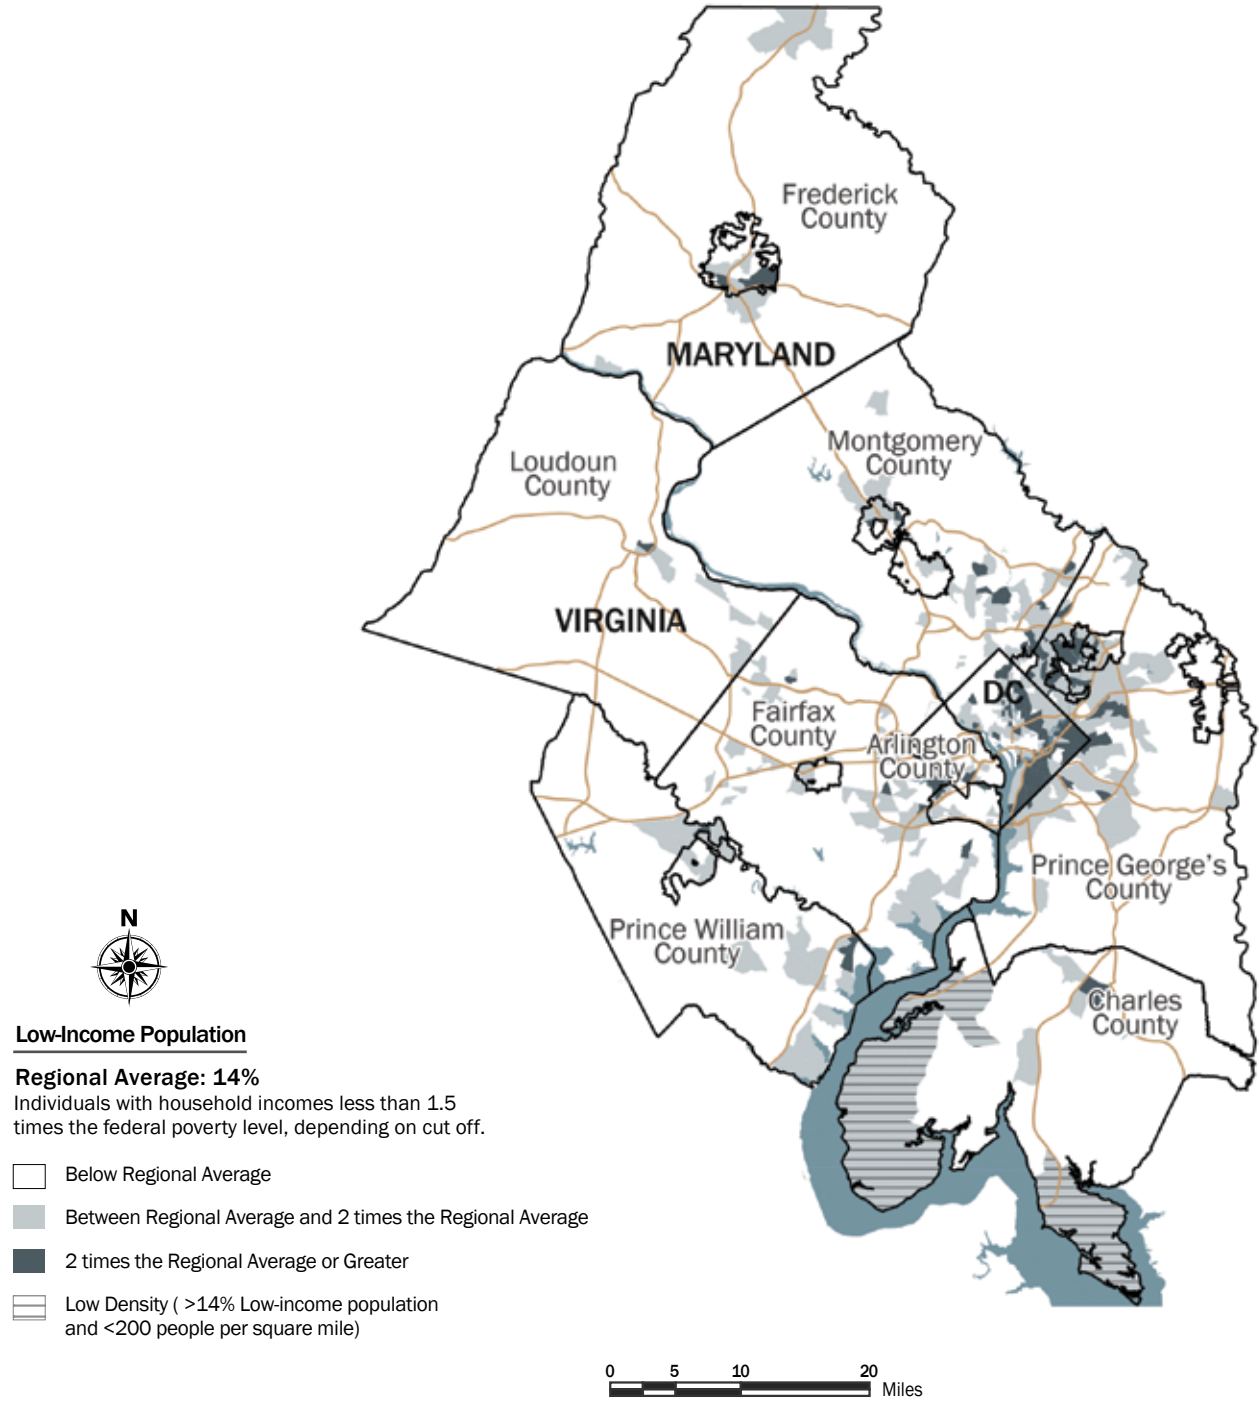 Frederick
County
MARYLAND
Montgomery
County
Loudoun
County
VIRGINIA
DC
Fairfax
County
Arlington
County
Prince George's
County
Prince William
County
Charles
County
N
Low-Income Population
Regional Average: 14%
Individuals with household incomes less than 1.5
times the federal poverty level, depending on cut off.
Below Regional Average
Between Regional Average and 2 times the Regional Average
2 times the Regional Average or Greater
Low Density ( >14% Low-income population
and <200 people per square mile)
0 5 10 20
Miles